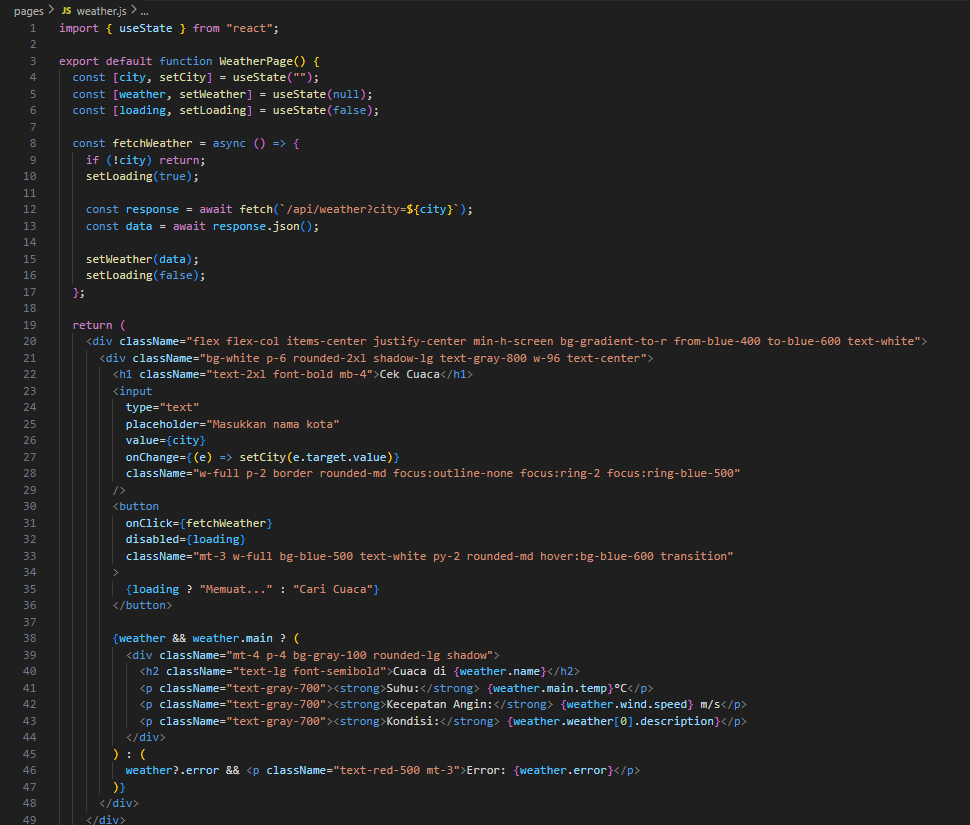 pages > JS weather.js > ...
1 import { useState } from "react";
2
3 export default function WeatherPage() {
4   const [city, setCity] = useState("");
5   const [weather, setWeather] = useState(null);
6   const [loading, setLoading] = useState(false);
7
8   const fetchWeather = async () => {
9     if (!city) return;
10     setLoading(true);
11
12     const response = await fetch(`/api/weather?city=${city}`);
13     const data = await response.json();
14
15     setWeather(data);
16     setLoading(false);
17   };
18
19   return (
20     <div className="flex flex-col items-center justify-center min-h-screen bg-gradient-to-r from-blue-400 to-blue-600 text-white">
21       <div className="bg-white p-6 rounded-2xl shadow-lg text-gray-800 w-96 text-center">
22         <h1 className="text-2xl font-bold mb-4">Cek Cuaca</h1>
23         <input
24           type="text"
25           placeholder="Masukkan nama kota"
26           value={city}
27           onChange={(e) => setCity(e.target.value)}
28           className="w-full p-2 border rounded-md focus:outline-none focus:ring-2 focus:ring-blue-500"
29         />
30         <button
31           onClick={fetchWeather}
32           disabled={loading}
33           className="mt-3 w-full bg-blue-500 text-white py-2 rounded-md hover:bg-blue-600 transition"
34         >
35           {loading ? "Memuat..." : "Cari Cuaca"}
36         </button>
37
38         {weather && weather.main ? (
39           <div className="mt-4 p-4 bg-gray-100 rounded-lg shadow">
40             <h2 className="text-lg font-semibold">Cuaca di {weather.name}</h2>
41             <p className="text-gray-700"><strong>Suhu:</strong> {weather.main.temp}°C</p>
42             <p className="text-gray-700"><strong>Kecepatan Angin:</strong> {weather.wind.speed} m/s</p>
43             <p className="text-gray-700"><strong>Kondisi:</strong> {weather.weather[0].description}</p>
44           </div>
45         ) : (
46           weather?.error && <p className="text-red-500 mt-3">Error: {weather.error}</p>
47         )}
48       </div>
49     </div>